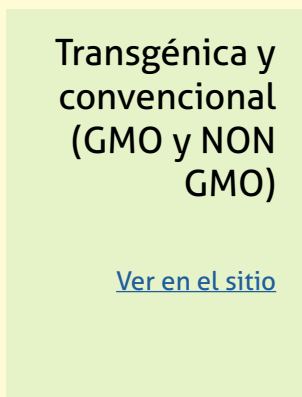 Transgénica y
convencional
(GMO y NON
GMO)
Ver en el sitio